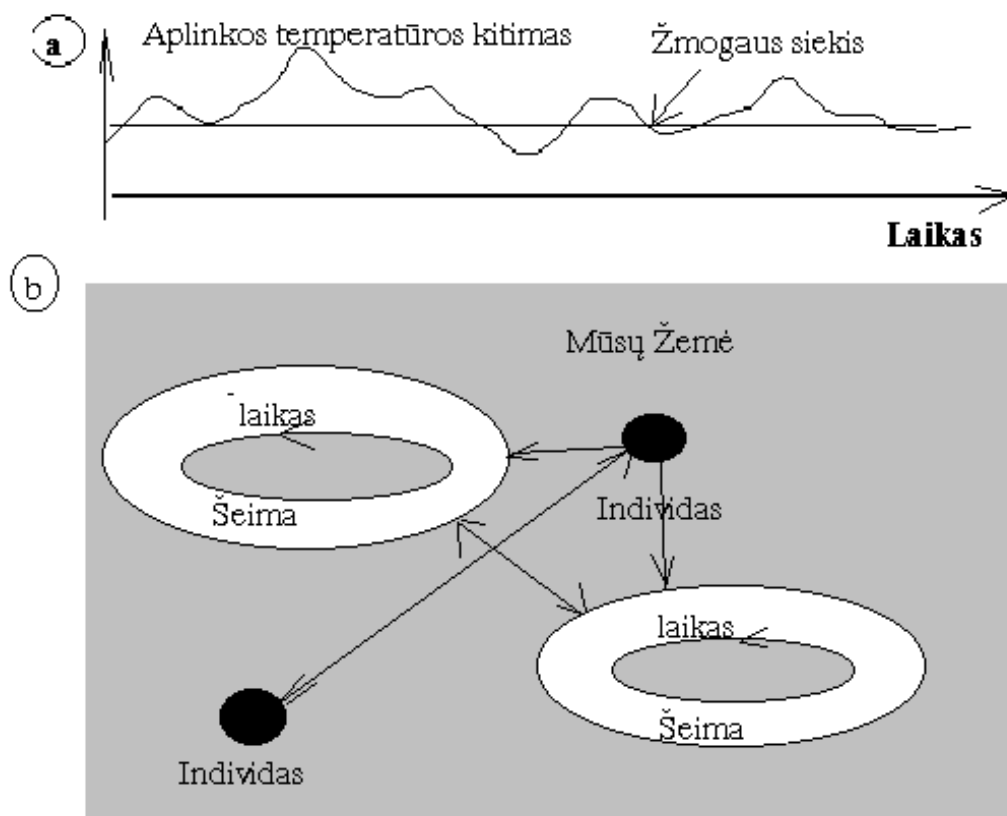 a
Aplinkos temperatūros kitimas
Žmogaus siekis
Laikas
b
Mūsų Žemė
laikas
Šeima
Individas
laikas
Šeima
Individas